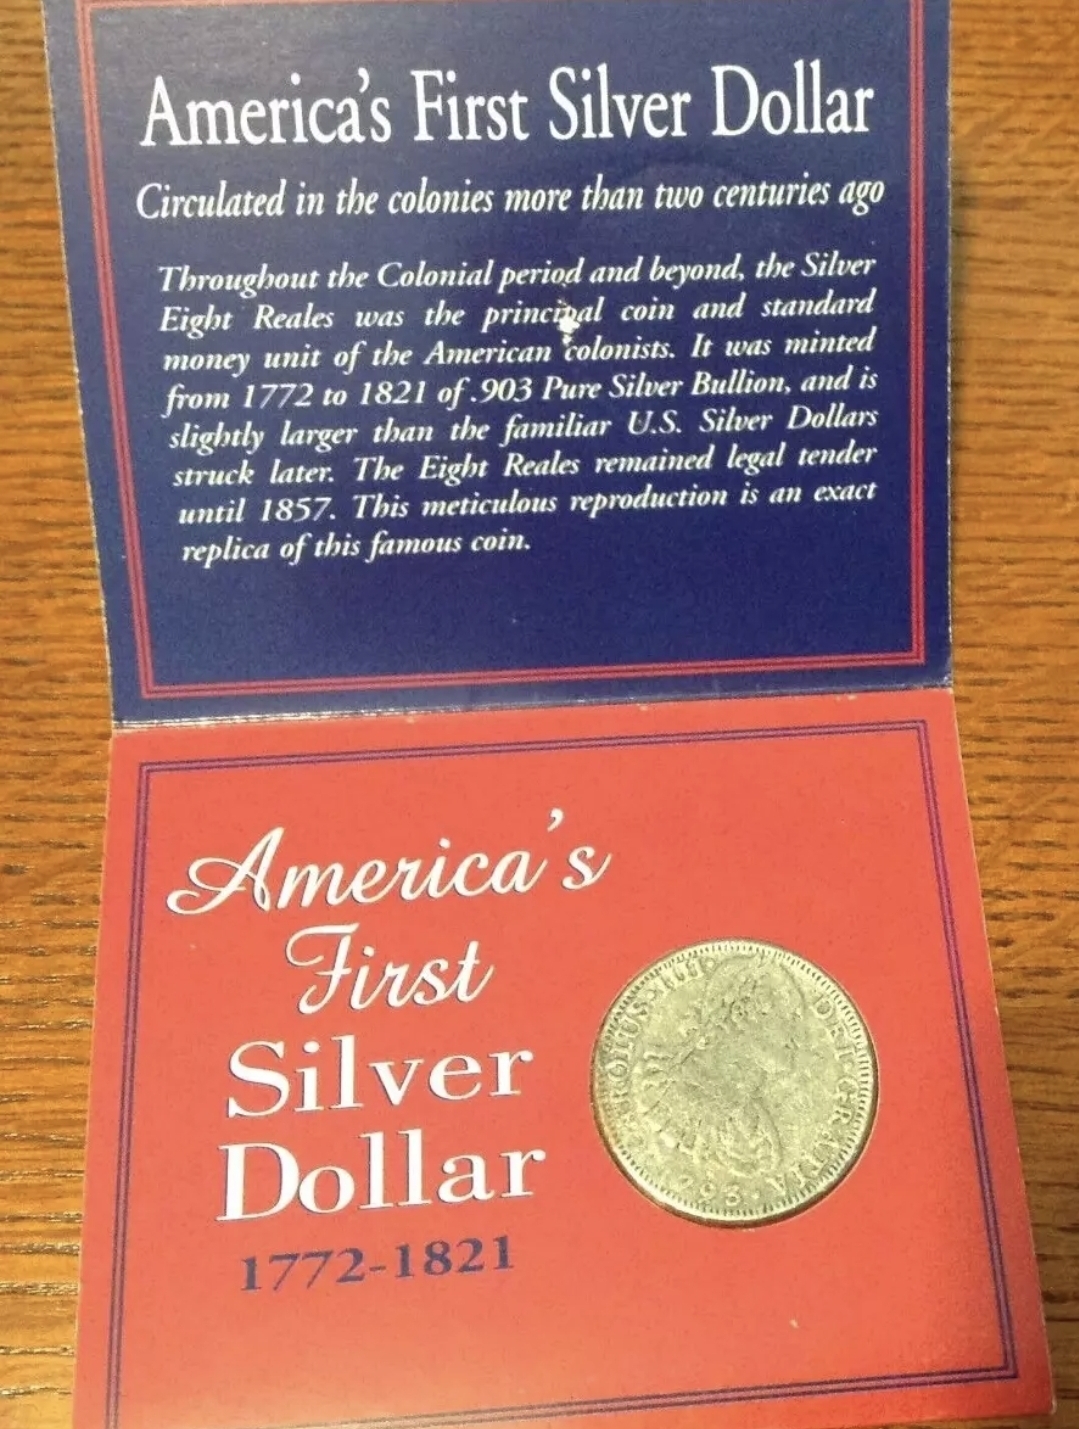 America's First Silver Dollar
Circulated in the colonies more than two centuries ago
Throughout the Colonial period and beyond, the Silver
Eight Reales was the principal coin and standard
money unit of the American colonists. It was minted
from 1772 to 1821 of .903 Pure Silver Bullion, and is
slightly larger than the familiar U.S. Silver Dollars
struck later. The Eight Reales remained legal tender
until 1857. This meticulous reproduction is an exact
replica of this famous coin.
America's
First
Silver
Dollar
1772-1821
DEI·GRATIA